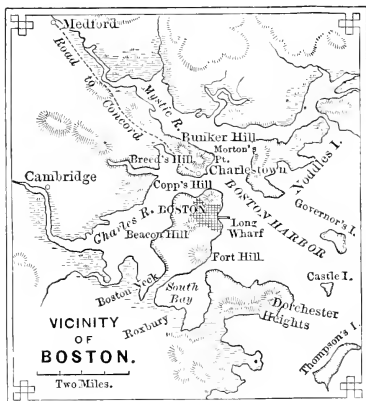 Medford
Road to Concord
Mystic R.
Bunker Hill
Morton's Pt.
Breed's Hill
Charlestown
Noddles I.
Cambridge
Copp's Hill
BOSTON HARBOR
Governor's I.
Charles R.
BOSTON
Long
Wharf
Beacon Hill
Fort Hill.
Castle I.
Boston Neck
South
Bay
Dorchester
Heights
Roxbury
Thompson's I.
VICINITY
OF
BOSTON.
Two Miles.